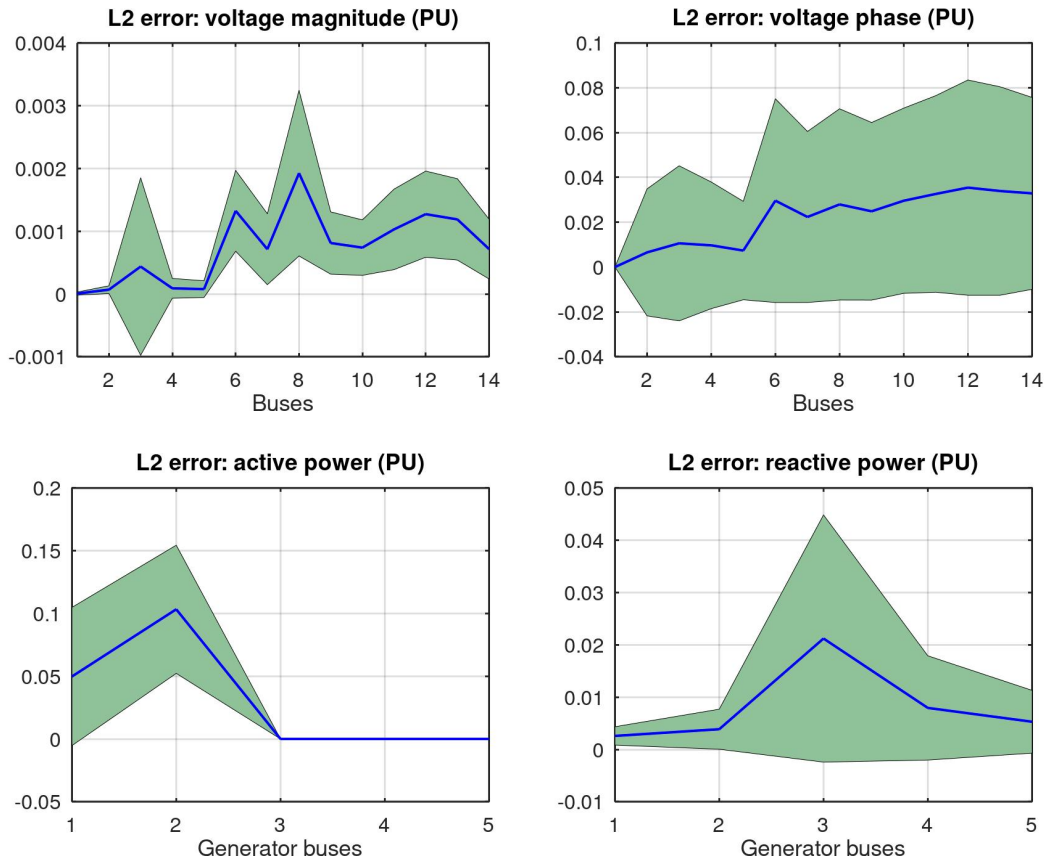 L2 error: voltage magnitude (PU)
0.004
0.003
0.002
0.001
0
-0.001
2 4 6 8 10 12 14
Buses
L2 error: voltage phase (PU)
0.1
0.08
0.06
0.04
0.02
0
-0.02
-0.04
2 4 6 8 10 12 14
Buses
L2 error: active power (PU)
0.2
0.15
0.1
0.05
0
-0.05
1 2 3 4 5
Generator buses
L2 error: reactive power (PU)
0.05
0.04
0.03
0.02
0.01
0
-0.01
1 2 3 4 5
Generator buses